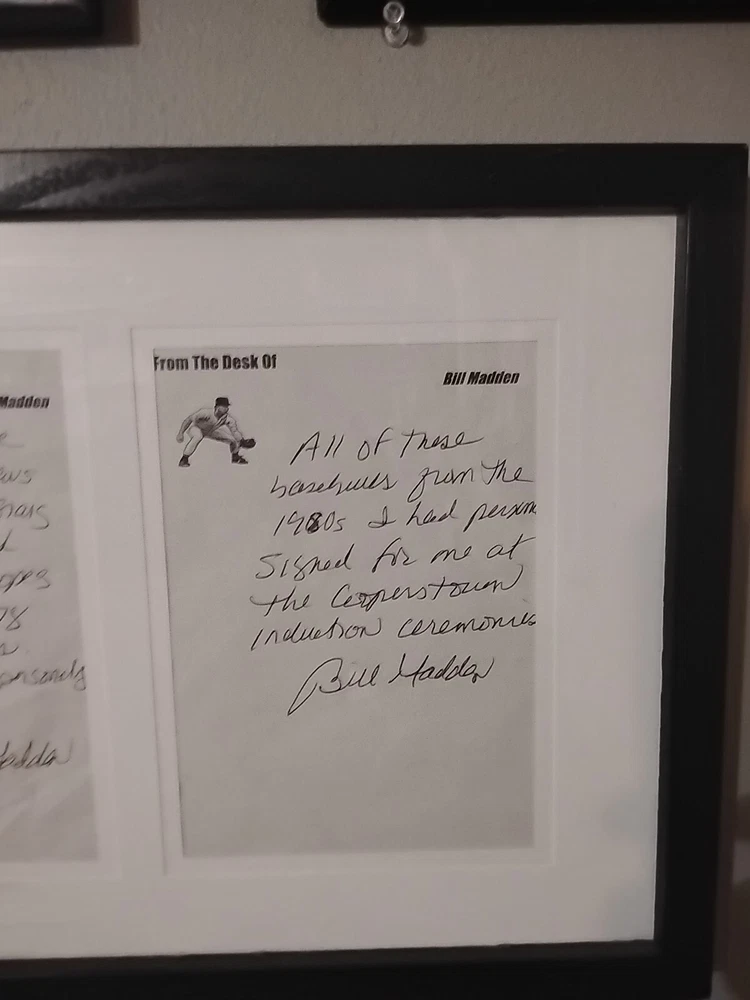 From The Desk Of
Bill Madden
All of these
baseballs from the
1980s I had person
signed for me at
the Cooperstown
induction ceremonies
Bill Madden
Madden